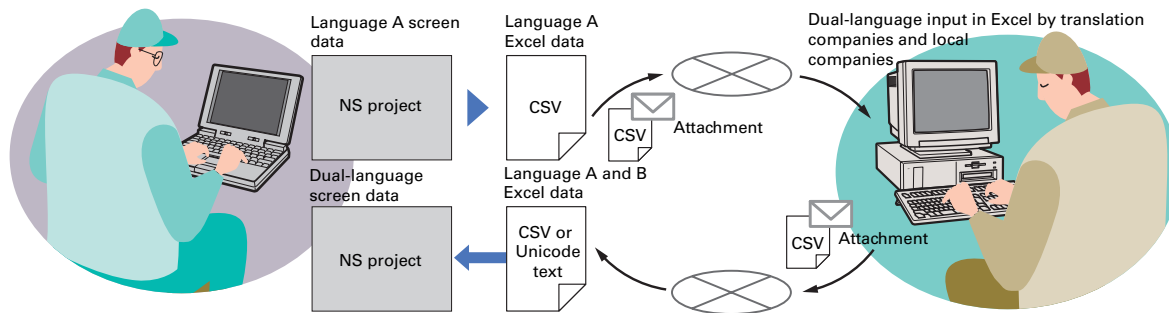 Language A screen
data
NS project
Language A
Excel data
CSV
CSV
Attachment
Dual-language input in Excel by translation
companies and local
companies
Dual-language
screen data
NS project
Language A and B
Excel data
CSV or
Unicode
text
CSV
Attachment